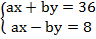 ax + by = 36
ax − by = 8